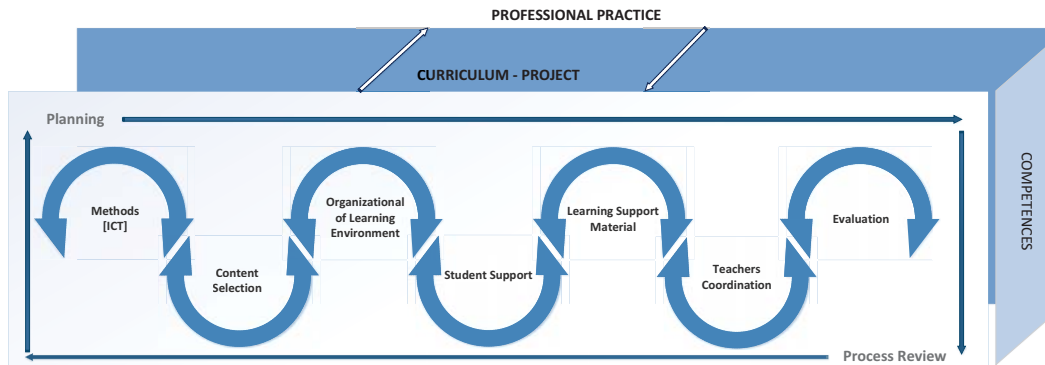 PROFESSIONAL PRACTICE
CURRICULUM - PROJECT
Planning
COMPETENCES
Methods
[ICT]
Content
Selection
Organizational
of Learning
Environment
Student Support
Learning Support
Material
Teachers
Coordination
Evaluation
Process Review